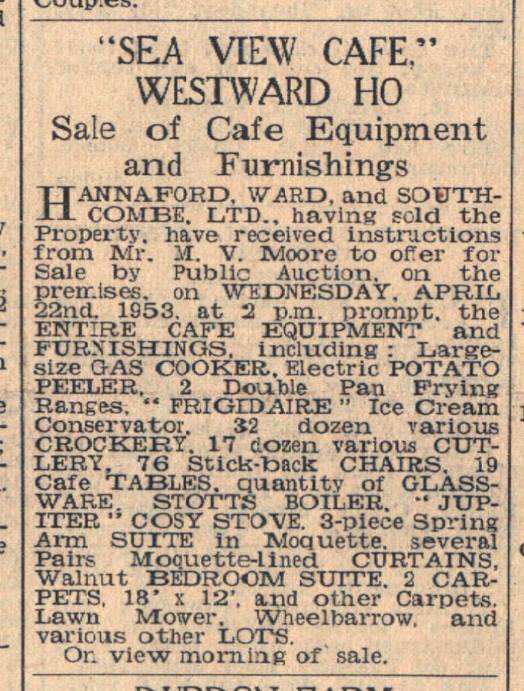 Couples.
"SEA VIEW CAFE,"
WESTWARD HO
Sale of Cafe Equipment
and Furnishings
HANNAFORD, WARD, and SOUTH-
COMBE, LTD., having sold the
Property, have received instructions
from Mr. M. V. Moore to offer for
Sale by Public Auction, on the
premises, on WEDNESDAY, APRIL
22nd, 1953, at 2 p.m. prompt, the
ENTIRE CAFE EQUIPMENT and
FURNISHINGS, including: Large-
size GAS COOKER, Electric POTATO
PEELER, 2 Double Pan Frying
Ranges, "FRIGIDAIRE" Ice Cream
Conservator, 32 dozen various
CROCKERY, 17 dozen various CUT-
LERY, 76 Stick-back CHAIRS, 19
Cafe TABLES, quantity of GLASS-
WARE, STOTTS BOILER, "JUP-
ITER" COSY STOVE, 3-piece Spring
Arm SUITE in Moquette, several
Pairs Moquette-lined CURTAINS,
Walnut BEDROOM SUITE, 2 CAR-
PETS, 18' x 12', and other Carpets,
Lawn Mower, Wheelbarrow, and
various other LOTS.
On view morning of sale.